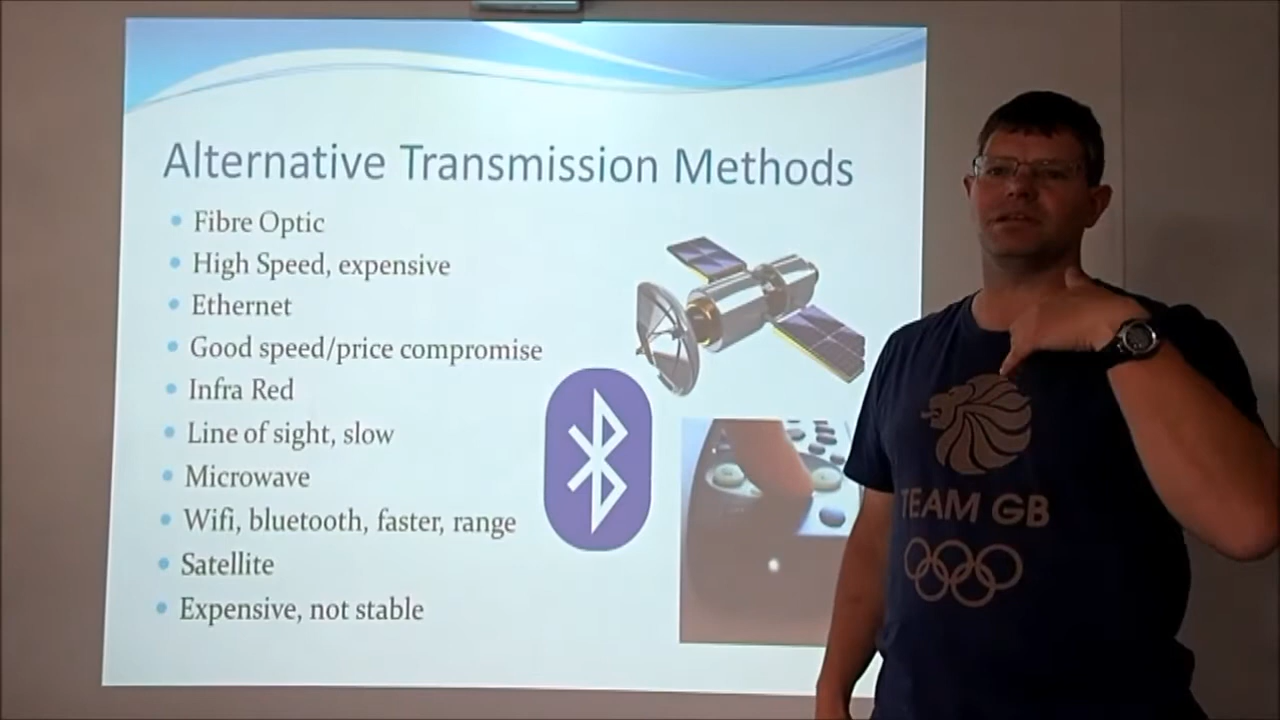 Alternative Transmission Methods
Fibre Optic
High Speed, expensive
Ethernet
Good speed/price compromise
Infra Red
Line of sight, slow
Microwave
Wifi, bluetooth, faster, range
Satellite
Expensive, not stable
TEAM GB